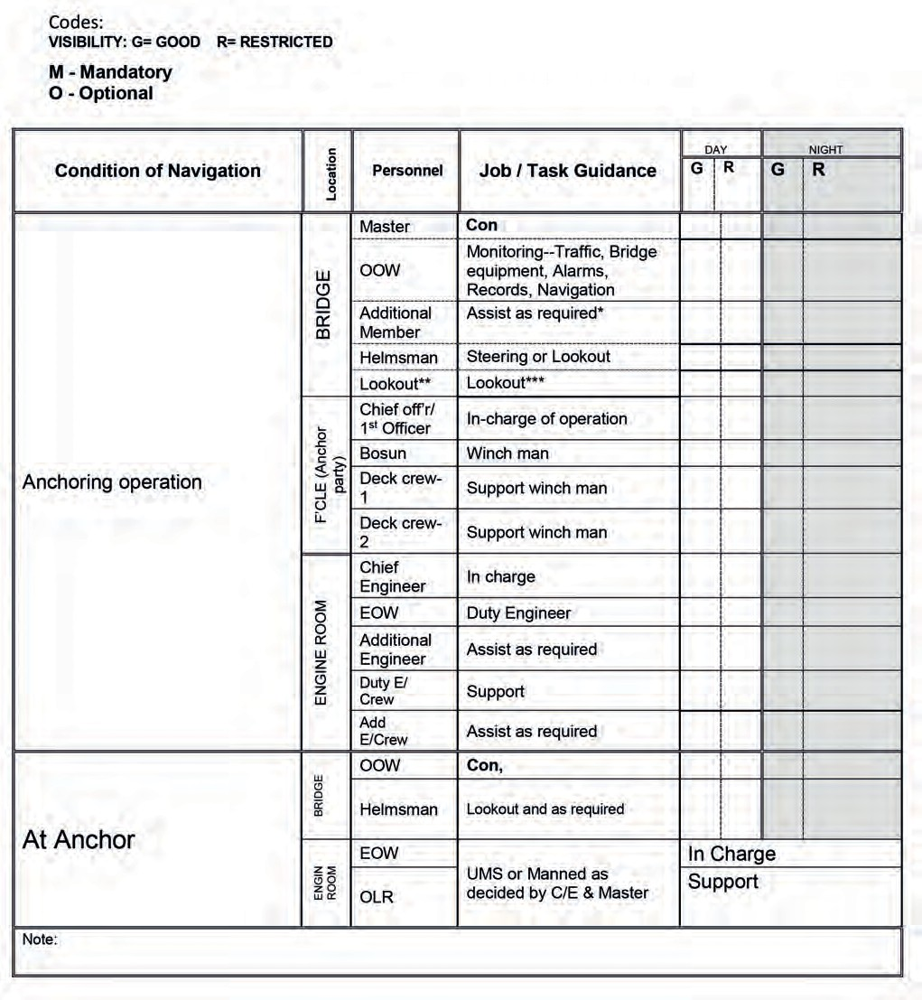 Codes:
VISIBILITY: G= GOOD R= RESTRICTED
M - Mandatory
O - Optional
Condition of Navigation
Location
Personnel
Job / Task Guidance
DAY
NIGHT
G R G R
Anchoring operation
BRIDGE
Master
Con
OOW
Monitoring--Traffic, Bridge
equipment, Alarms,
Records, Navigation
Additional
Member
Assist as required*
Helmsman
Steering or Lookout
Lookout**
Lookout***
F'CLE (Anchor
party)
Chief off'r/
1st Officer
In-charge of operation
Bosun
Winch man
Deck crew-
1
Support winch man
Deck crew-
2
Support winch man
ENGINE ROOM
Chief
Engineer
In charge
EOW
Duty Engineer
Additional
Engineer
Assist as required
Duty E/
Crew
Support
Add
E/Crew
Assist as required
At Anchor
BRIDGE
OOW
Con,
Helmsman
Lookout and as required
ENGIN
ROOM
EOW
UMS or Manned as
decided by C/E & Master
In Charge
OLR
Support
Note: